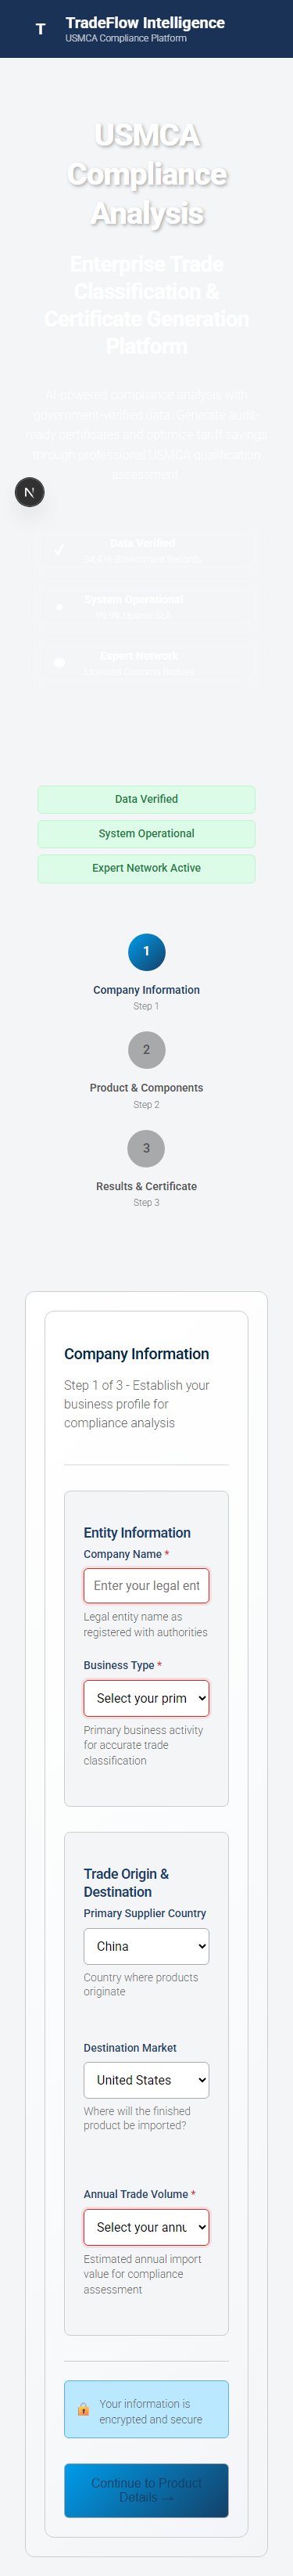 T
TradeFlow Intelligence
USMCA Compliance Platform
USMCA
Compliance
Analysis
Enterprise Trade
Classification &
Certificate Generation
Platform
AI-powered compliance analysis with
government-verified data. Generate audit-
ready certificates and optimize tariff savings
through professional USMCA qualification
assessment.
N
Data Verified
System Operational
Expert Network
Data Verified
System Operational
Expert Network Active
1
Company Information
Step 1
2
Product & Components
Step 2
3
Results & Certificate
Step 3
Company Information
Step 1 of 3 - Establish your
business profile for
compliance analysis
Entity Information
Company Name *
Enter your legal ent
Legal entity name as
registered with authorities
Business Type *
Select your prim
Primary business activity
for accurate trade
classification
Trade Origin &
Destination
Primary Supplier Country
China
Country where products
originate
Destination Market
United States
Where will the finished
product be imported?
Annual Trade Volume *
Select your annu
Estimated annual import
value for compliance
assessment
Your information is
encrypted and secure
Continue to Product
Details →